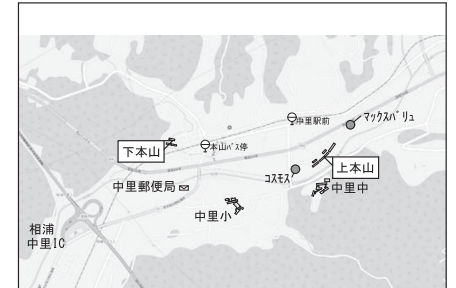 中里駅前
マックスバリュ
下本山
本山バス停
上本山
コスモス
中里郵便局
中里中
中里小
相浦
中里IC